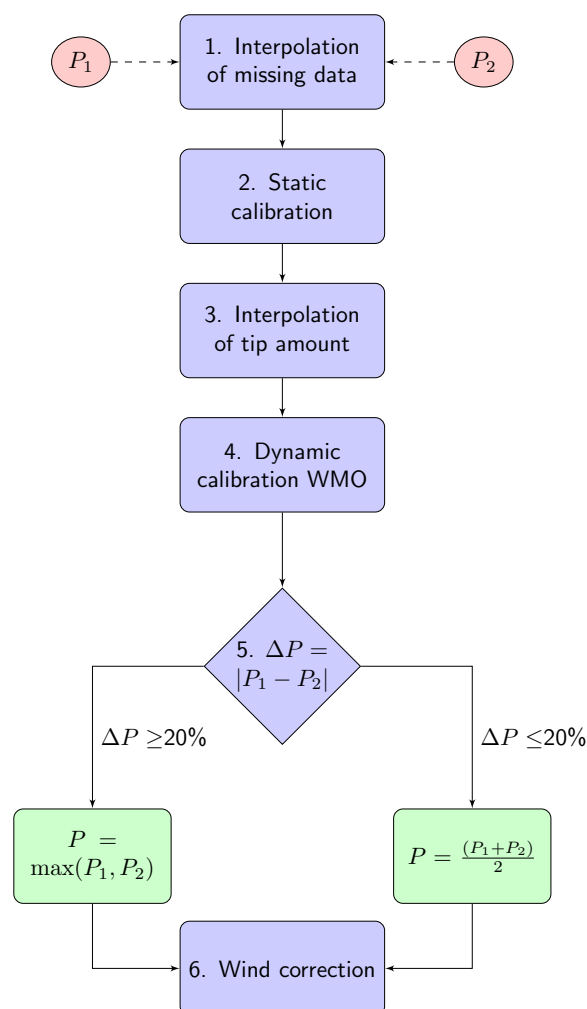 P₁
1. Interpolation
of missing data
P₂
2. Static
calibration
3. Interpolation
of tip amount
4. Dynamic
calibration WMO
5. ΔP =
|P₁ − P₂|
ΔP ≥20%
ΔP ≤20%
P =
max(P₁, P₂)
P = (P₁+P₂)/2
6. Wind correction